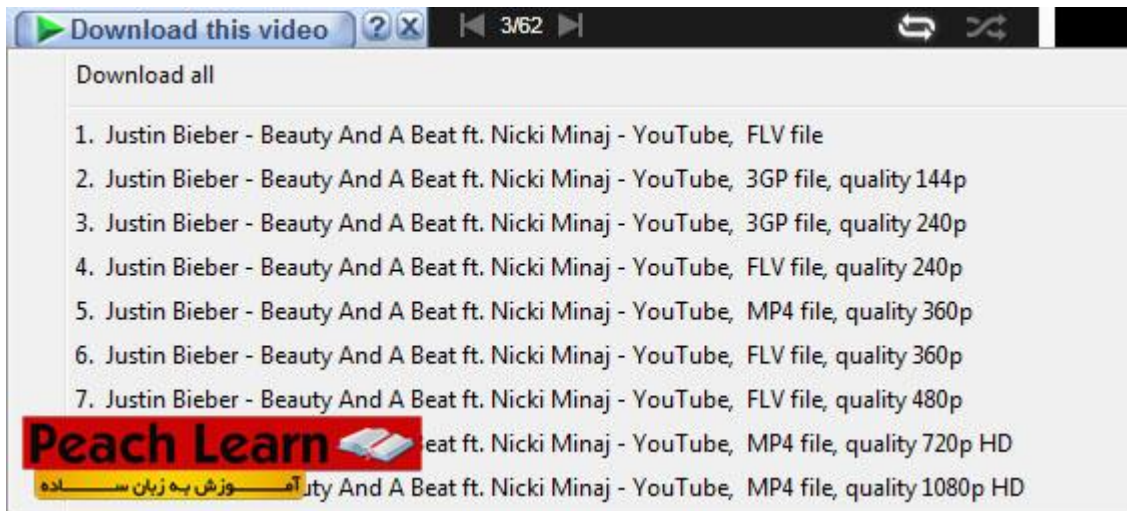 Download this video ? X 3/62
Download all
1. Justin Bieber - Beauty And A Beat ft. Nicki Minaj - YouTube, FLV file
2. Justin Bieber - Beauty And A Beat ft. Nicki Minaj - YouTube, 3GP file, quality 144p
3. Justin Bieber - Beauty And A Beat ft. Nicki Minaj - YouTube, 3GP file, quality 240p
4. Justin Bieber - Beauty And A Beat ft. Nicki Minaj - YouTube, FLV file, quality 240p
5. Justin Bieber - Beauty And A Beat ft. Nicki Minaj - YouTube, MP4 file, quality 360p
6. Justin Bieber - Beauty And A Beat ft. Nicki Minaj - YouTube, FLV file, quality 360p
7. Justin Bieber - Beauty And A Beat ft. Nicki Minaj - YouTube, FLV file, quality 480p
Peach Learn eat ft. Nicki Minaj - YouTube, MP4 file, quality 720p HD
آمـــوزش به زبان ســـاده uty And A Beat ft. Nicki Minaj - YouTube, MP4 file, quality 1080p HD